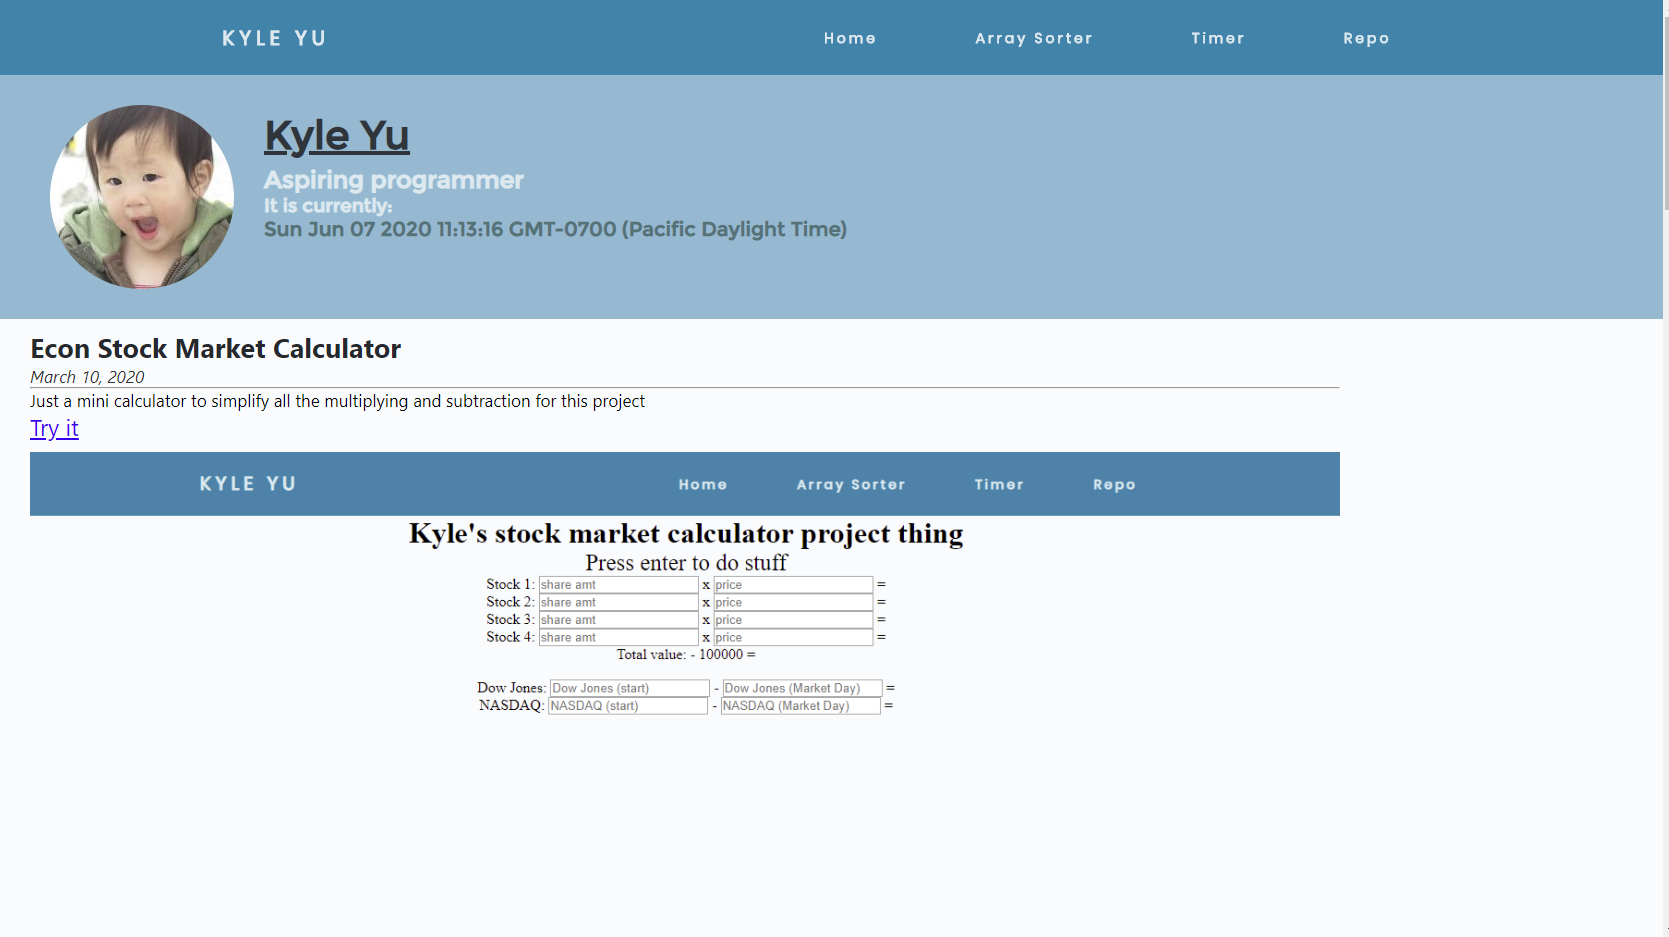 KYLE YU Home Array Sorter Timer Repo
Kyle Yu
Aspiring programmer
It is currently:
Sun Jun 07 2020 11:13:16 GMT-0700 (Pacific Daylight Time)
Econ Stock Market Calculator
March 10, 2020
Just a mini calculator to simplify all the multiplying and subtraction for this project
Try it
KYLE YU Home Array Sorter Timer Repo
Kyle's stock market calculator project thing
Press enter to do stuff
Stock 1: share amt x price =
Stock 2: share amt x price =
Stock 3: share amt x price =
Stock 4: share amt x price =
Total value: - 100000 =
Dow Jones: Dow Jones (start) - Dow Jones (Market Day) =
NASDAQ: NASDAQ (start) - NASDAQ (Market Day) =